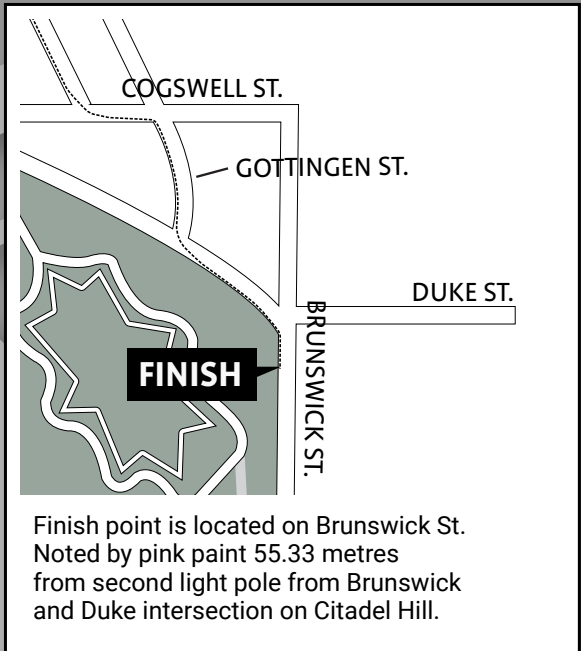 COGSWELL ST.
GOTTINGEN ST.
DUKE ST.
BRUNSWICK ST.
FINISH
Finish point is located on Brunswick St.
Noted by pink paint 55.33 metres
from second light pole from Brunswick
and Duke intersection on Citadel Hill.